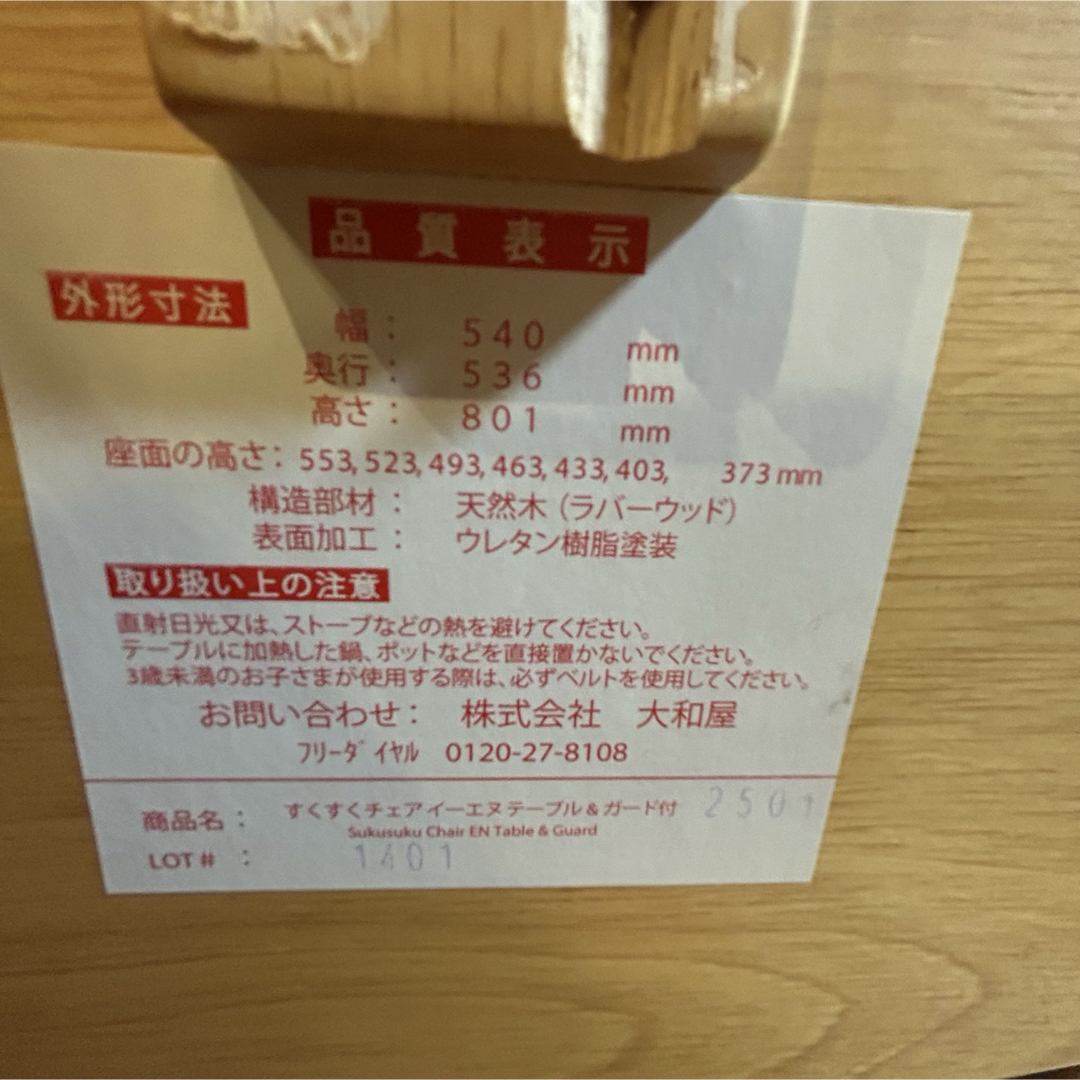 品質表示
外形寸法
幅： 540 mm
奥行： 536 mm
高さ： 801 mm
座面の高さ: 553, 523, 493, 463, 433, 403, 373 mm
構造部材： 天然木（ラバーウッド）
表面加工： ウレタン樹脂塗装
取り扱い上の注意
直射日光又は、ストーブなどの熱を避けてください。
テーブルに加熱した鍋、ポットなどを直接置かないでください。
3歳未満のお子さまが使用する際は、必ずベルトを使用してください。
お問い合わせ： 株式会社 大和屋
ﾌﾘｰﾀﾞｲﾔﾙ 0120-27-8108
商品名： すくすくチェアイーエヌテーブル＆ガード付 2501
Sukusuku Chair EN Table & Guard
LOT＃ ： 1401